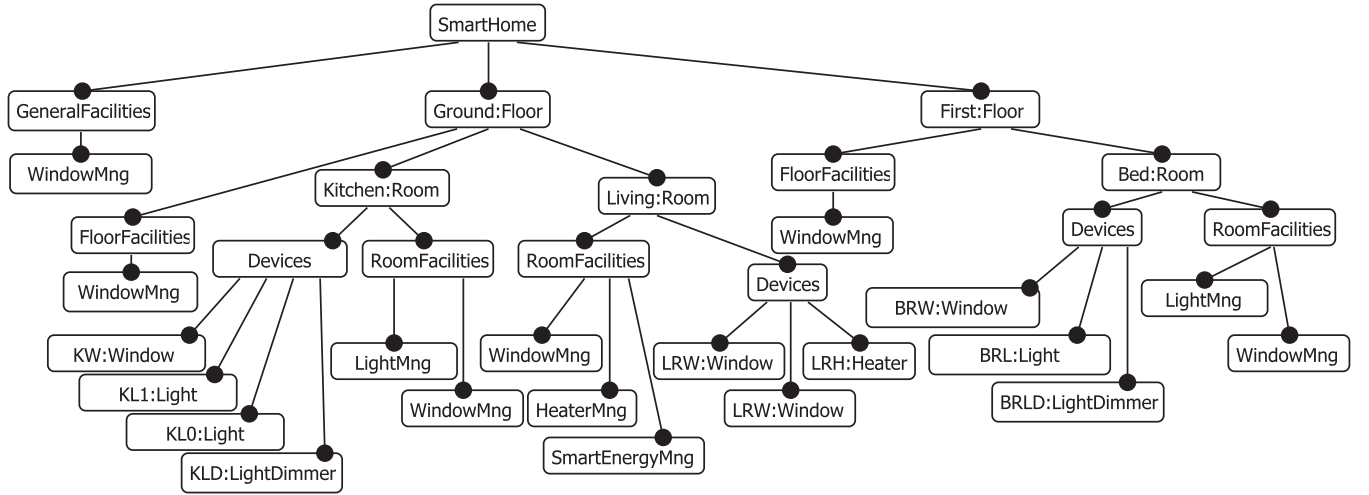 SmartHome
GeneralFacilities
Ground:Floor
First:Floor
WindowMng
Kitchen:Room
Living:Room
FloorFacilities
Bed:Room
FloorFacilities
Devices
RoomFacilities
RoomFacilities
Devices
WindowMng
Devices
RoomFacilities
WindowMng
BRW:Window
LightMng
KW:Window
LightMng
WindowMng
LRW:Window
LRH:Heater
BRL:Light
WindowMng
KL1:Light
WindowMng
HeaterMng
LRW:Window
BRLD:LightDimmer
KL0:Light
SmartEnergyMng
KLD:LightDimmer